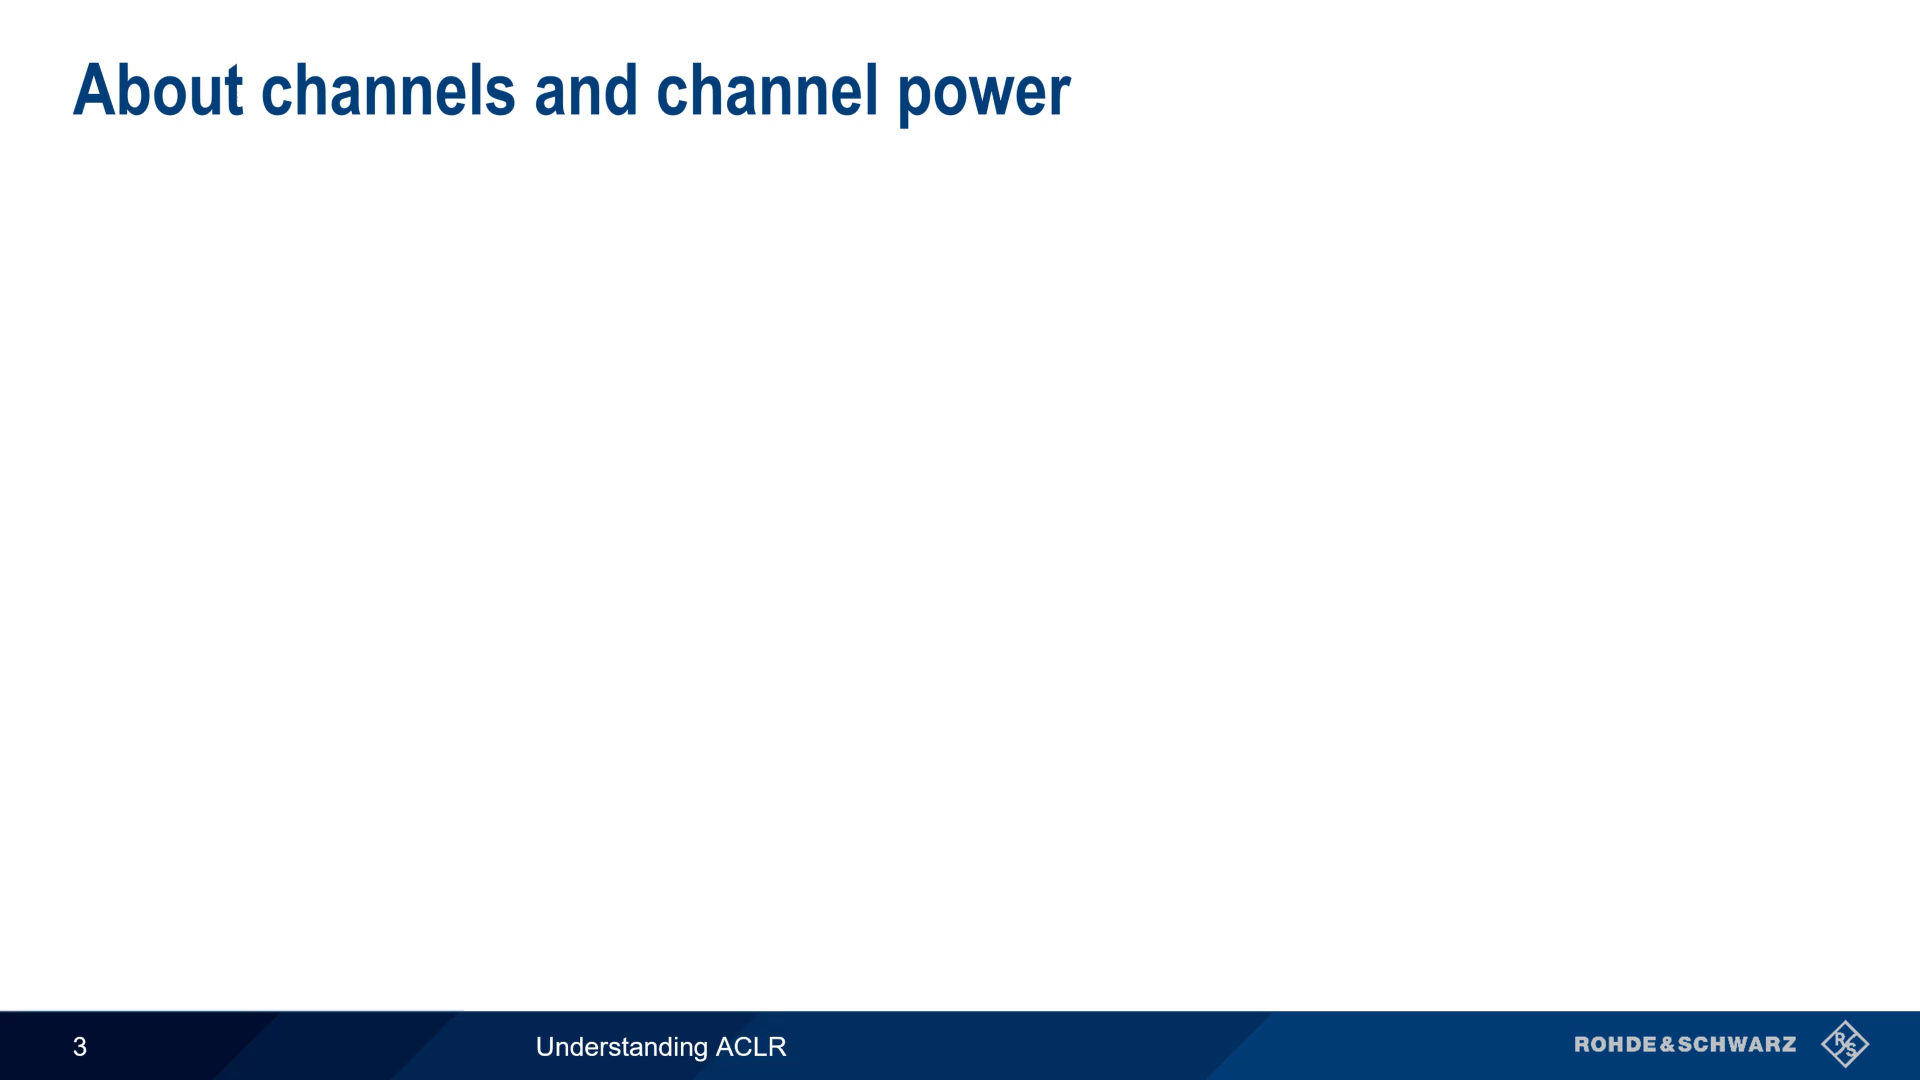 About channels and channel power
3
Understanding ACLR
ROHDE&SCHWARZ
R
S